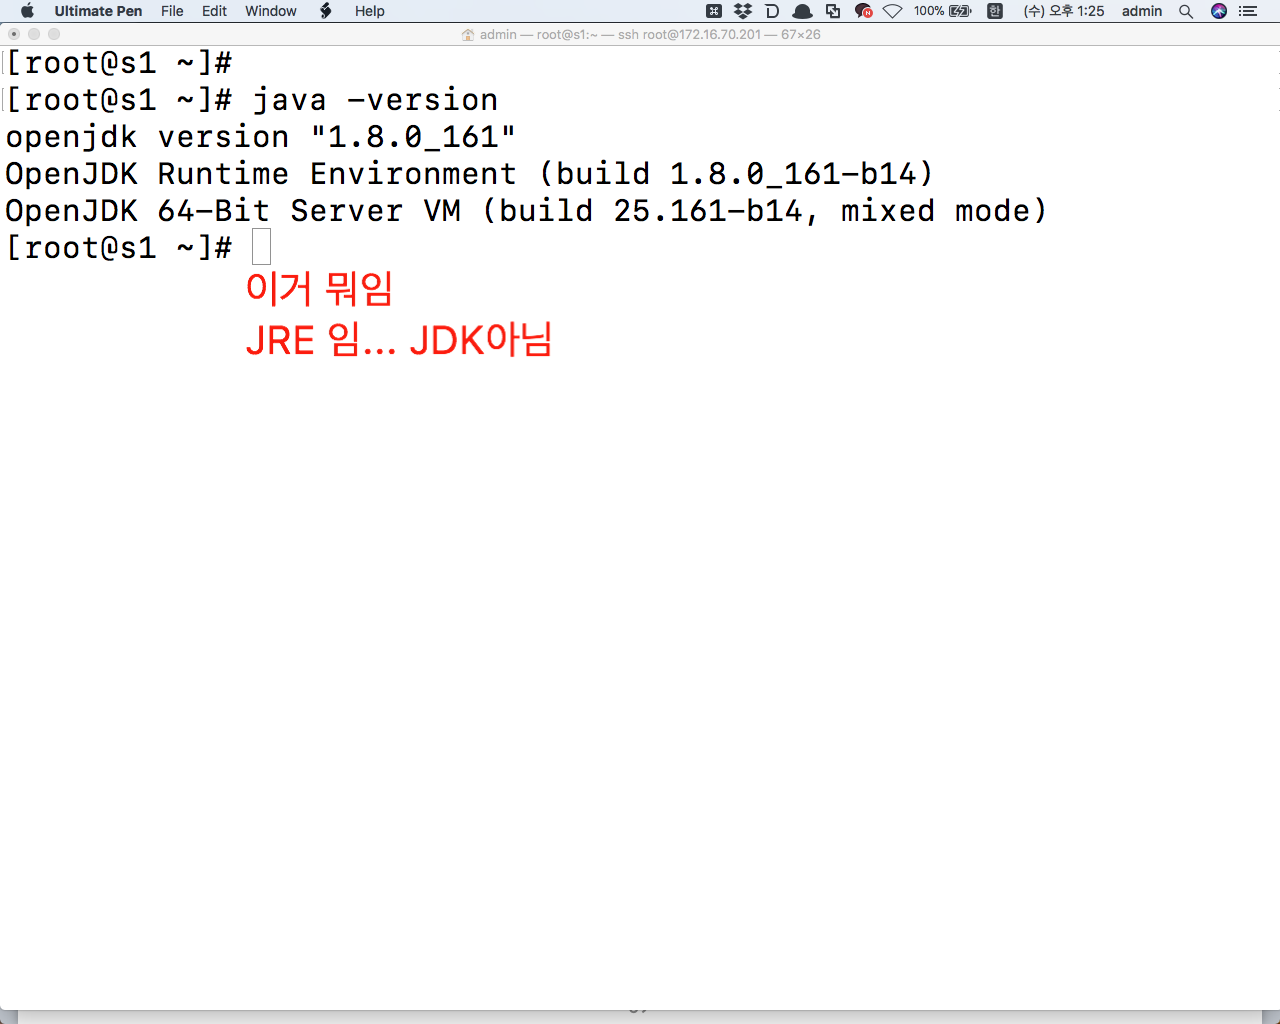 Ultimate Pen File Edit Window Help 100% 한 (수) 오후 1:25 admin
admin — root@s1:~ — ssh root@172.16.70.201 — 67×26
[root@s1 ~]#
[root@s1 ~]# java -version
openjdk version "1.8.0_161"
OpenJDK Runtime Environment (build 1.8.0_161-b14)
OpenJDK 64-Bit Server VM (build 25.161-b14, mixed mode)
[root@s1 ~]#
이거 뭐임
JRE 임... JDK아님